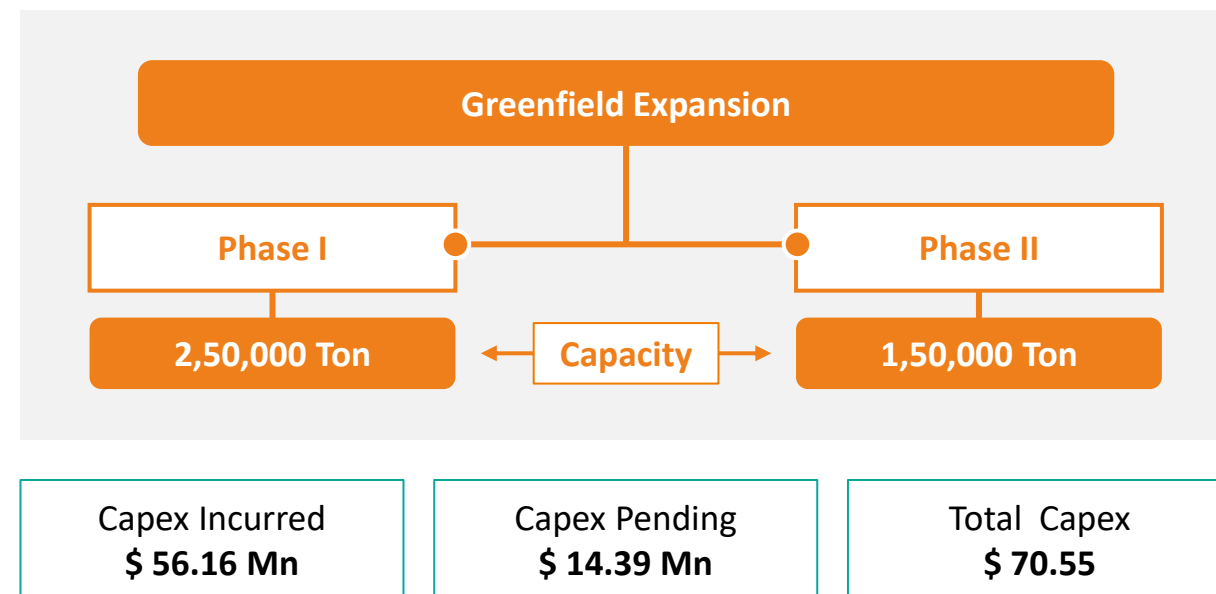 Greenfield Expansion
Phase I
Phase II
2,50,000 Ton
Capacity
1,50,000 Ton
Capex Incurred
$ 56.16 Mn
Capex Pending
$ 14.39 Mn
Total Capex
$ 70.55